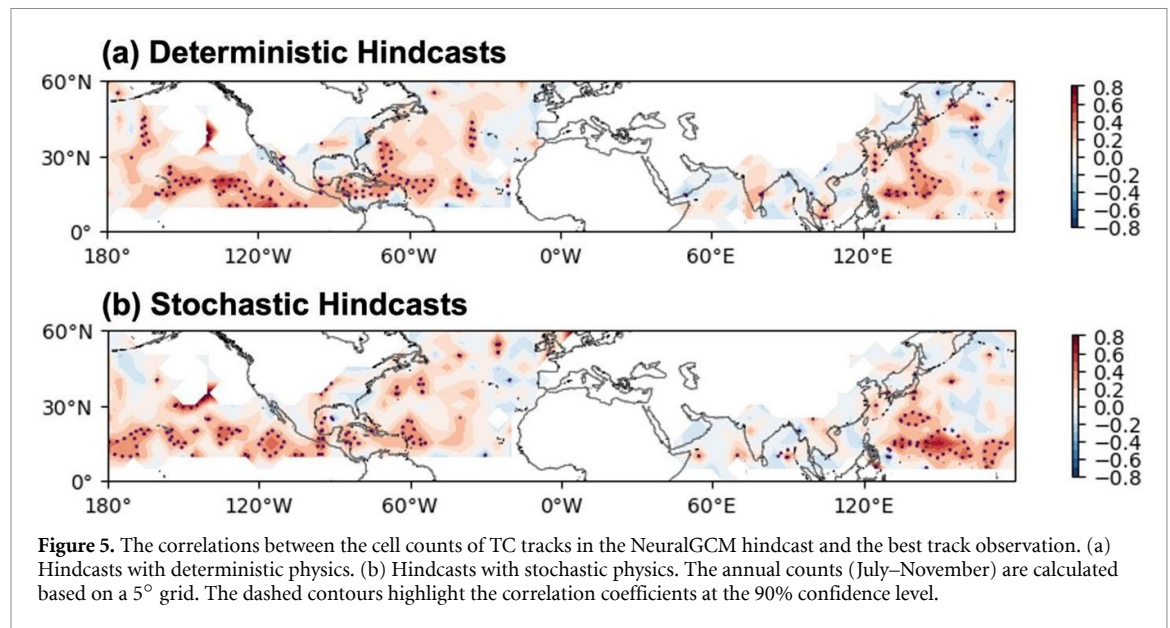 (a) Deterministic Hindcasts
60°N
30°N
0°
180° 120°W 60°W 0°W 60°E 120°E
0.8
0.6
0.4
0.2
0.0
−0.2
−0.4
−0.6
−0.8
(b) Stochastic Hindcasts
60°N
30°N
0°
180° 120°W 60°W 0°W 60°E 120°E
0.8
0.6
0.4
0.2
0.0
−0.2
−0.4
−0.6
−0.8
Figure 5. The correlations between the cell counts of TC tracks in the NeuralGCM hindcast and the best track observation. (a)
Hindcasts with deterministic physics. (b) Hindcasts with stochastic physics. The annual counts (July–November) are calculated
based on a 5° grid. The dashed contours highlight the correlation coefficients at the 90% confidence level.